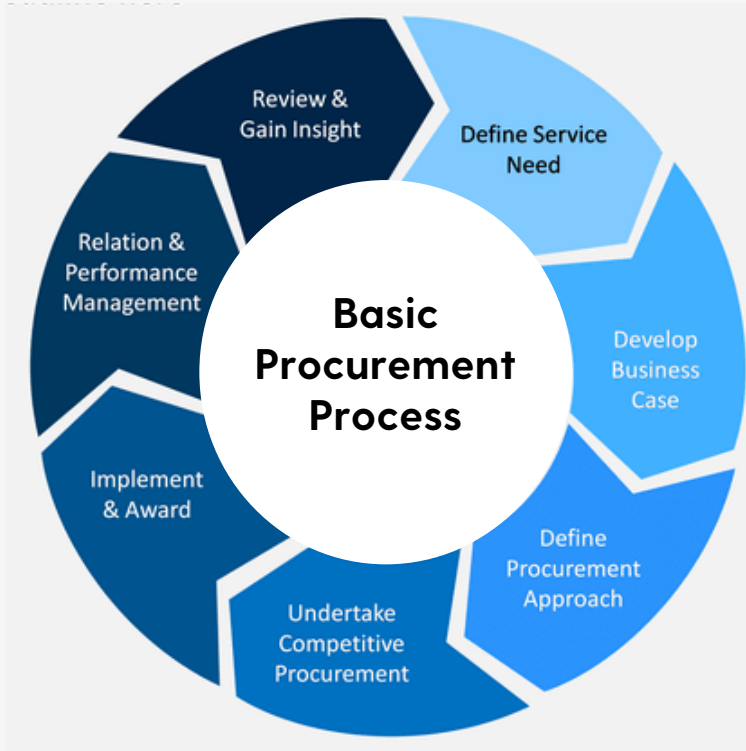 Basic
Procurement
Process
Define Service
Need
Develop
Business
Case
Define
Procurement
Approach
Undertake
Competitive
Procurement
Implement
& Award
Relation &
Performance
Management
Review &
Gain Insight